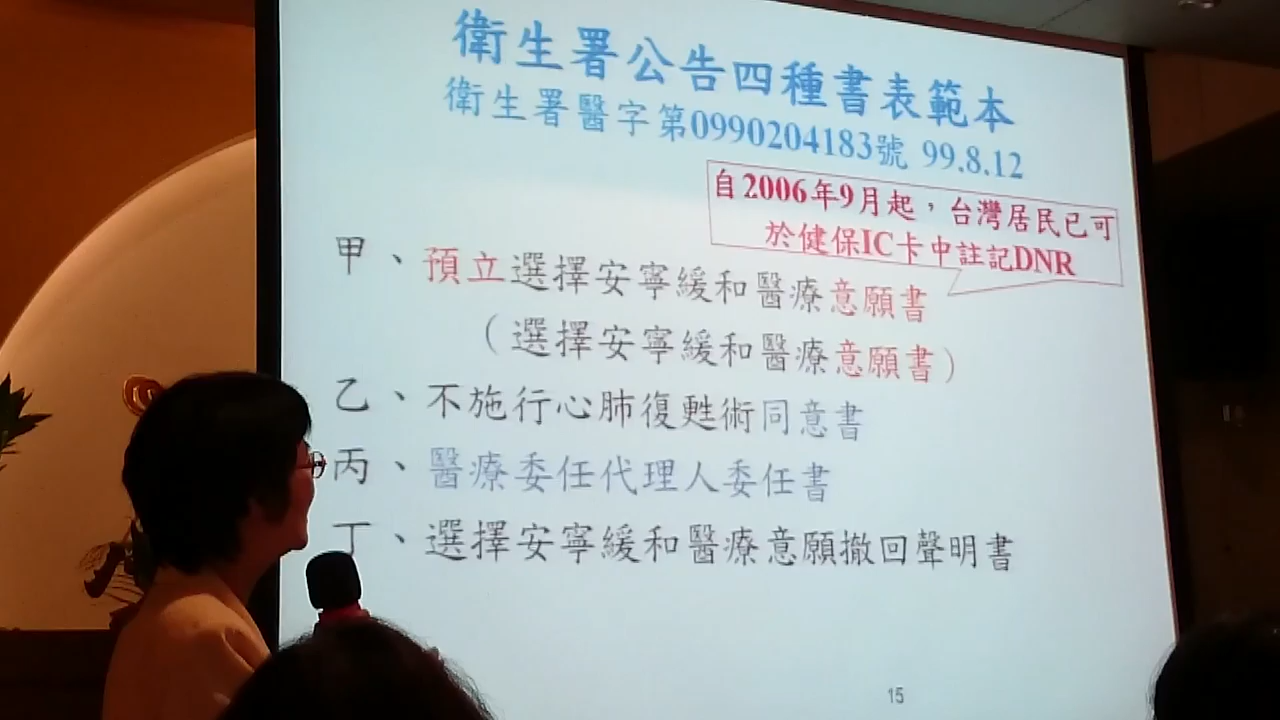 衛生署公告四種書表範本
衛生署醫字第0990204183號 99.8.12
自2006年9月起，台灣居民已可
於健保IC卡中註記DNR
甲、預立選擇安寧緩和醫療意願書
（選擇安寧緩和醫療意願書）
乙、不施行心肺復甦術同意書
丙、醫療委任代理人委任書
丁、選擇安寧緩和醫療意願撤回聲明書
15